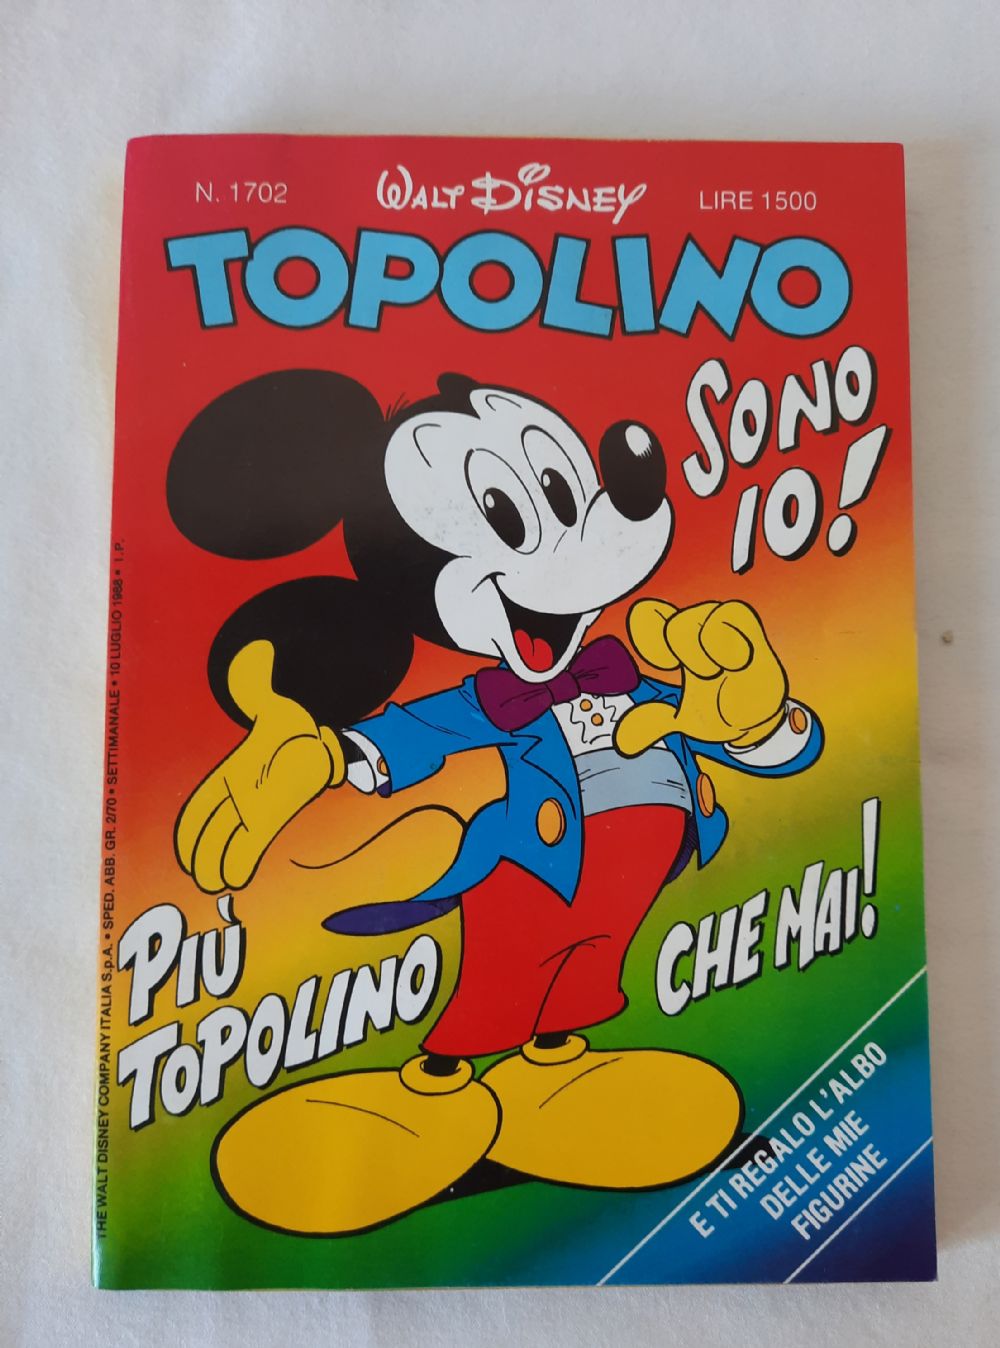 N. 1702
WALT DISNEY
LIRE 1500
TOPOLINO
SONO
IO!
PIÙ
TOPOLINO
CHE MAI!
E TI REGALO L'ALBO
DELLE MIE
FIGURINE
THE WALT DISNEY COMPANY ITALIA S.p.A. • SPED. ABB. GR. 2/70 • SETTIMANALE • 10 LUGLIO 1988 • I.P.